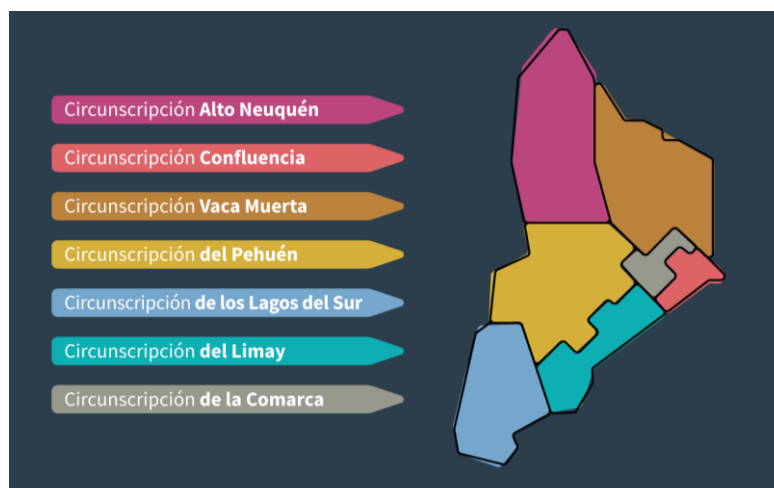 Circunscripción Alto Neuquén
Circunscripción Confluencia
Circunscripción Vaca Muerta
Circunscripción del Pehuén
Circunscripción de los Lagos del Sur
Circunscripción del Limay
Circunscripción de la Comarca